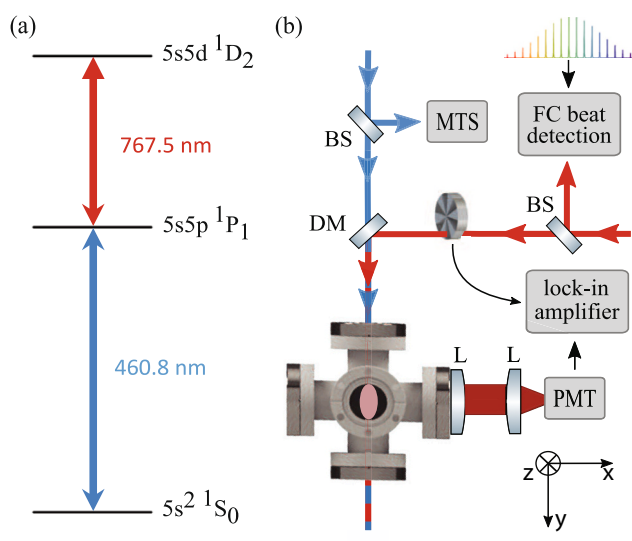 (a)
5s5d ¹D₂
767.5 nm
5s5p ¹P₁
460.8 nm
5s² ¹S₀
(b)
BS
MTS
FC beat
detection
DM
BS
lock-in
amplifier
L
L
PMT
z
x
y